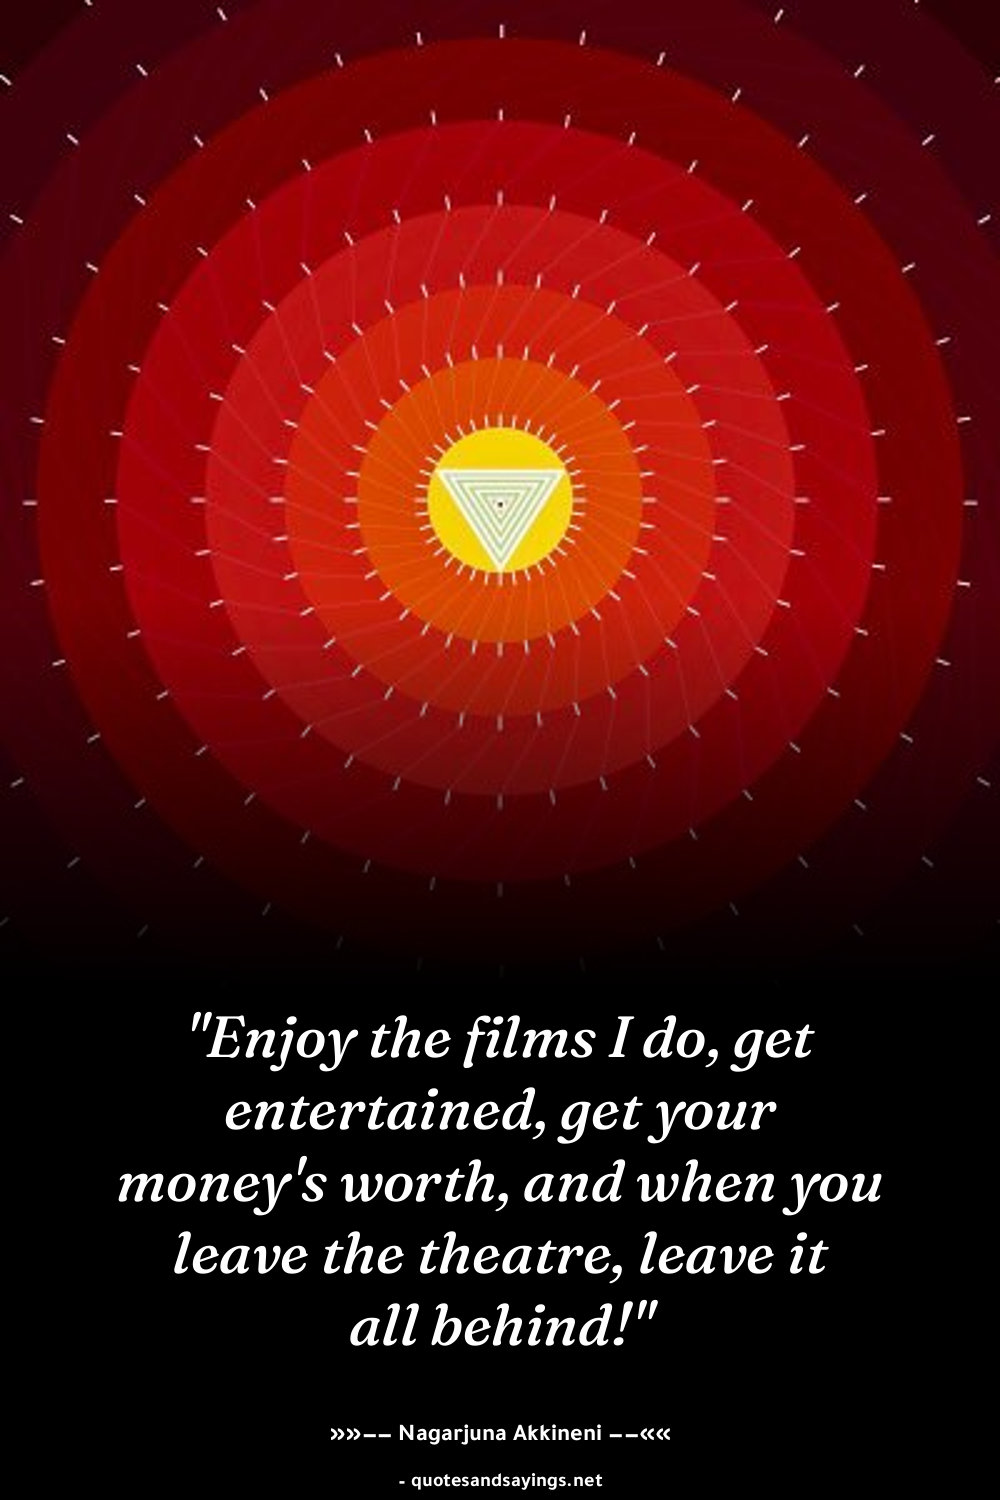 "Enjoy the films I do, get
entertained, get your
money's worth, and when you
leave the theatre, leave it
all behind!"
»»-- Nagarjuna Akkineni --««
- quotesandsayings.net